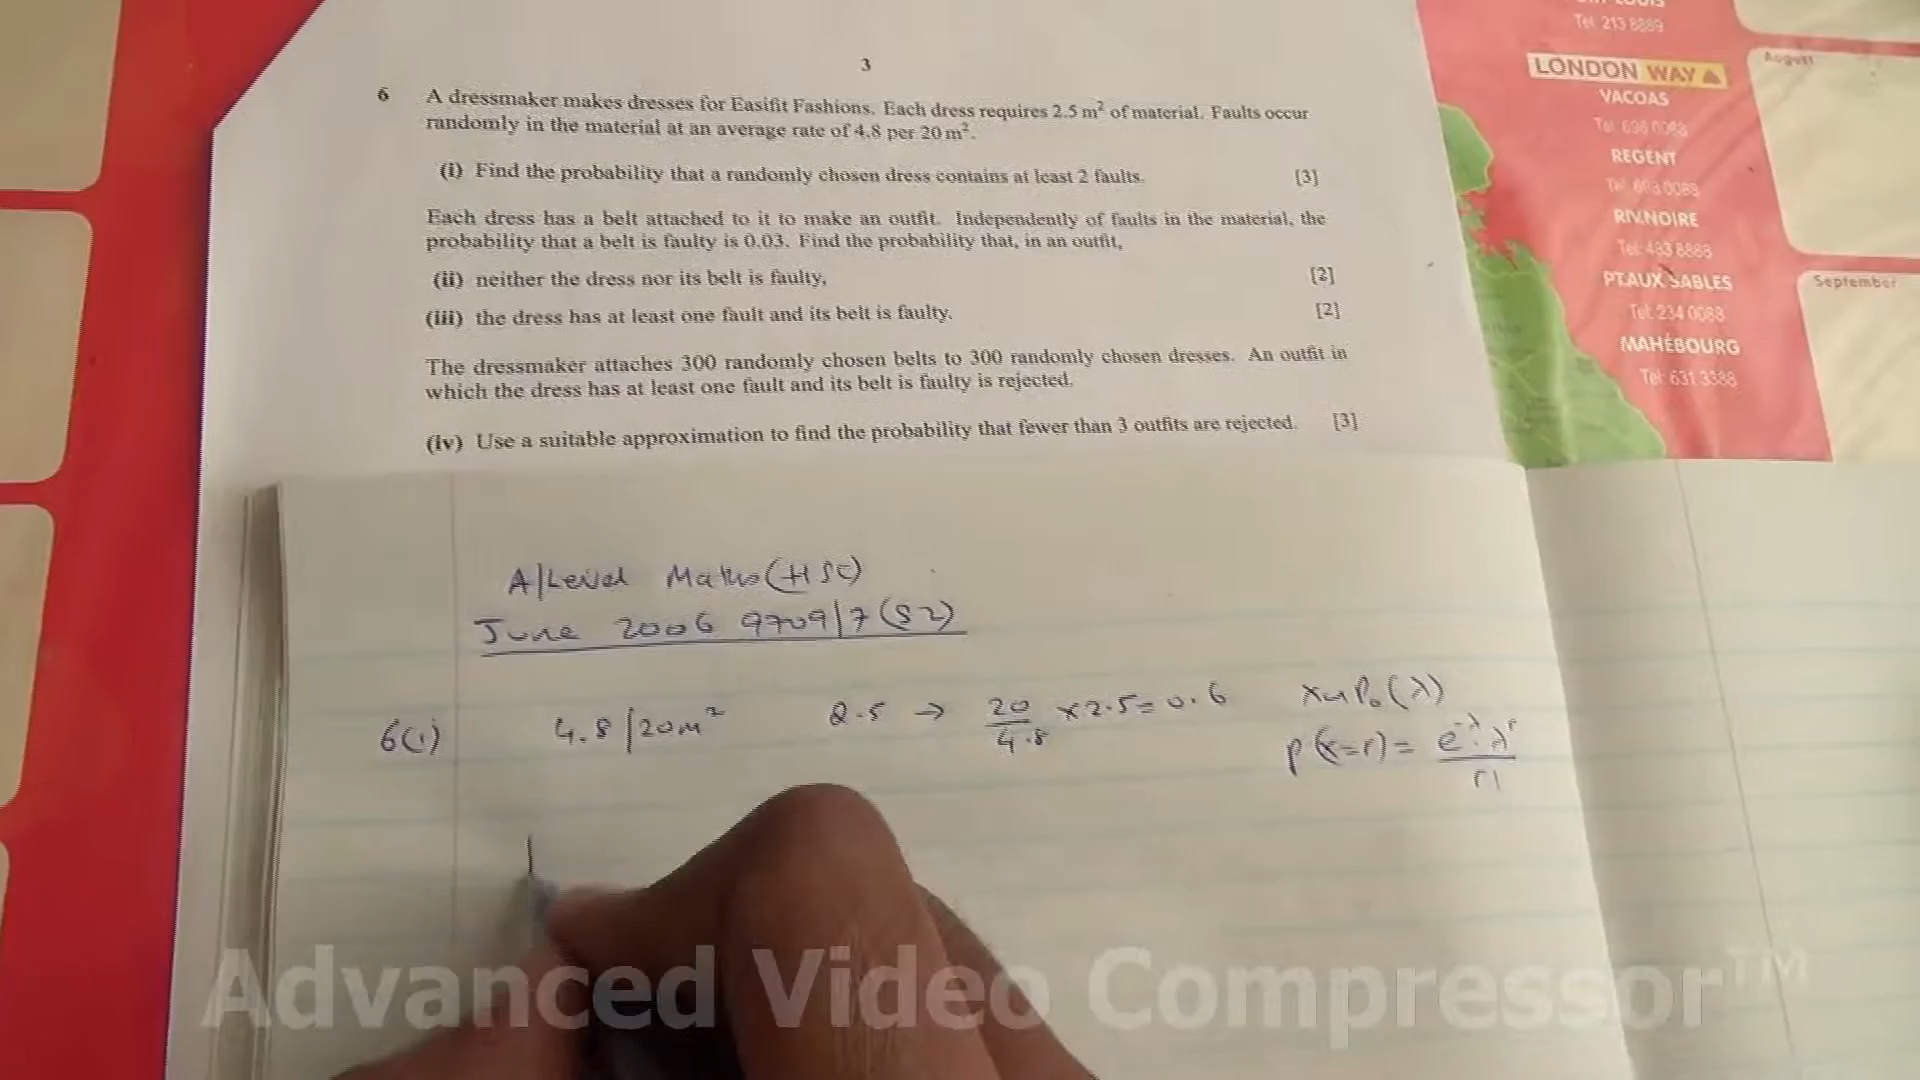 3
6 A dressmaker makes dresses for Easifit Fashions. Each dress requires 2.5 m² of material. Faults occur
randomly in the material at an average rate of 4.8 per 20 m².
(i) Find the probability that a randomly chosen dress contains at least 2 faults. [3]
Each dress has a belt attached to it to make an outfit. Independently of faults in the material, the
probability that a belt is faulty is 0.03. Find the probability that, in an outfit,
(ii) neither the dress nor its belt is faulty, [2]
(iii) the dress has at least one fault and its belt is faulty. [2]
The dressmaker attaches 300 randomly chosen belts to 300 randomly chosen dresses. An outfit in
which the dress has at least one fault and its belt is faulty is rejected.
(iv) Use a suitable approximation to find the probability that fewer than 3 outfits are rejected. [3]
A/Level Maths (HSC)
June 2006 9709/7 (S2)
6(i) 4.8/20m² 2.5 → 20/4.8 × 2.5 = 0.6 X~Po(λ)
P(x=r) = e^-λ · λ^r / r!
Tel: 213 8889
LONDON WAY
VACOAS
REGENT
RIV.NOIRE
PT.AUX SABLES
Tel: 234 0088
MAHÉBOURG
Tel: 631 3388
August
September
Advanced Video Compressor™